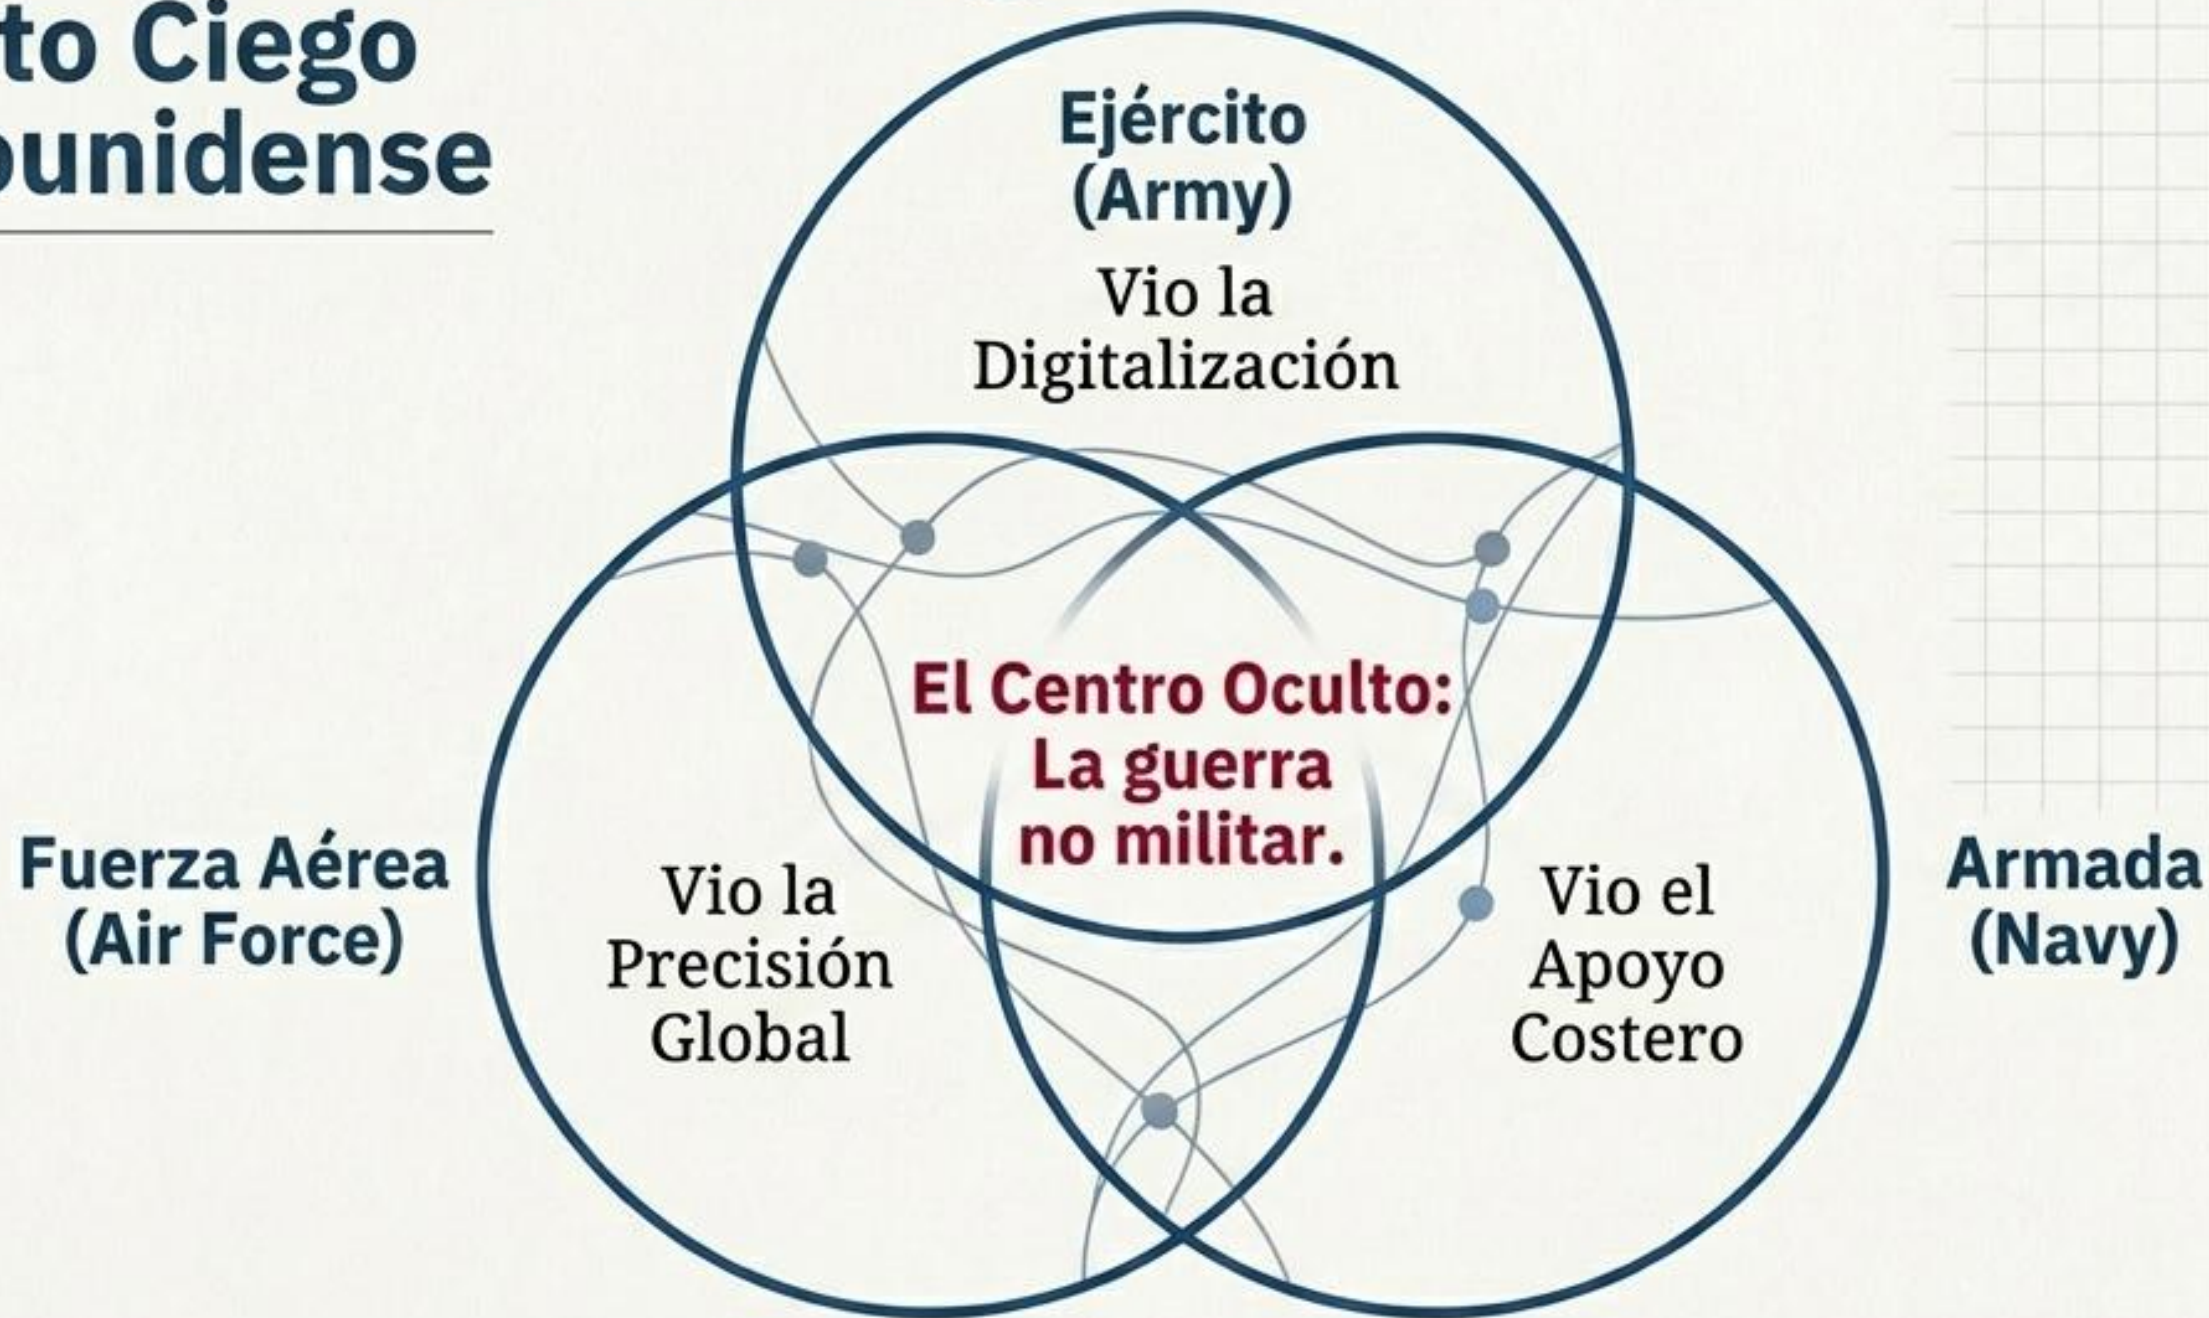 to Ciego
ounidense
Ejército
(Army)
Vio la
Digitalización
El Centro Oculto:
La guerra
no militar.
Fuerza Aérea
(Air Force)
Vio la
Precisión
Global
Vio el
Apoyo
Costero
Armada
(Navy)